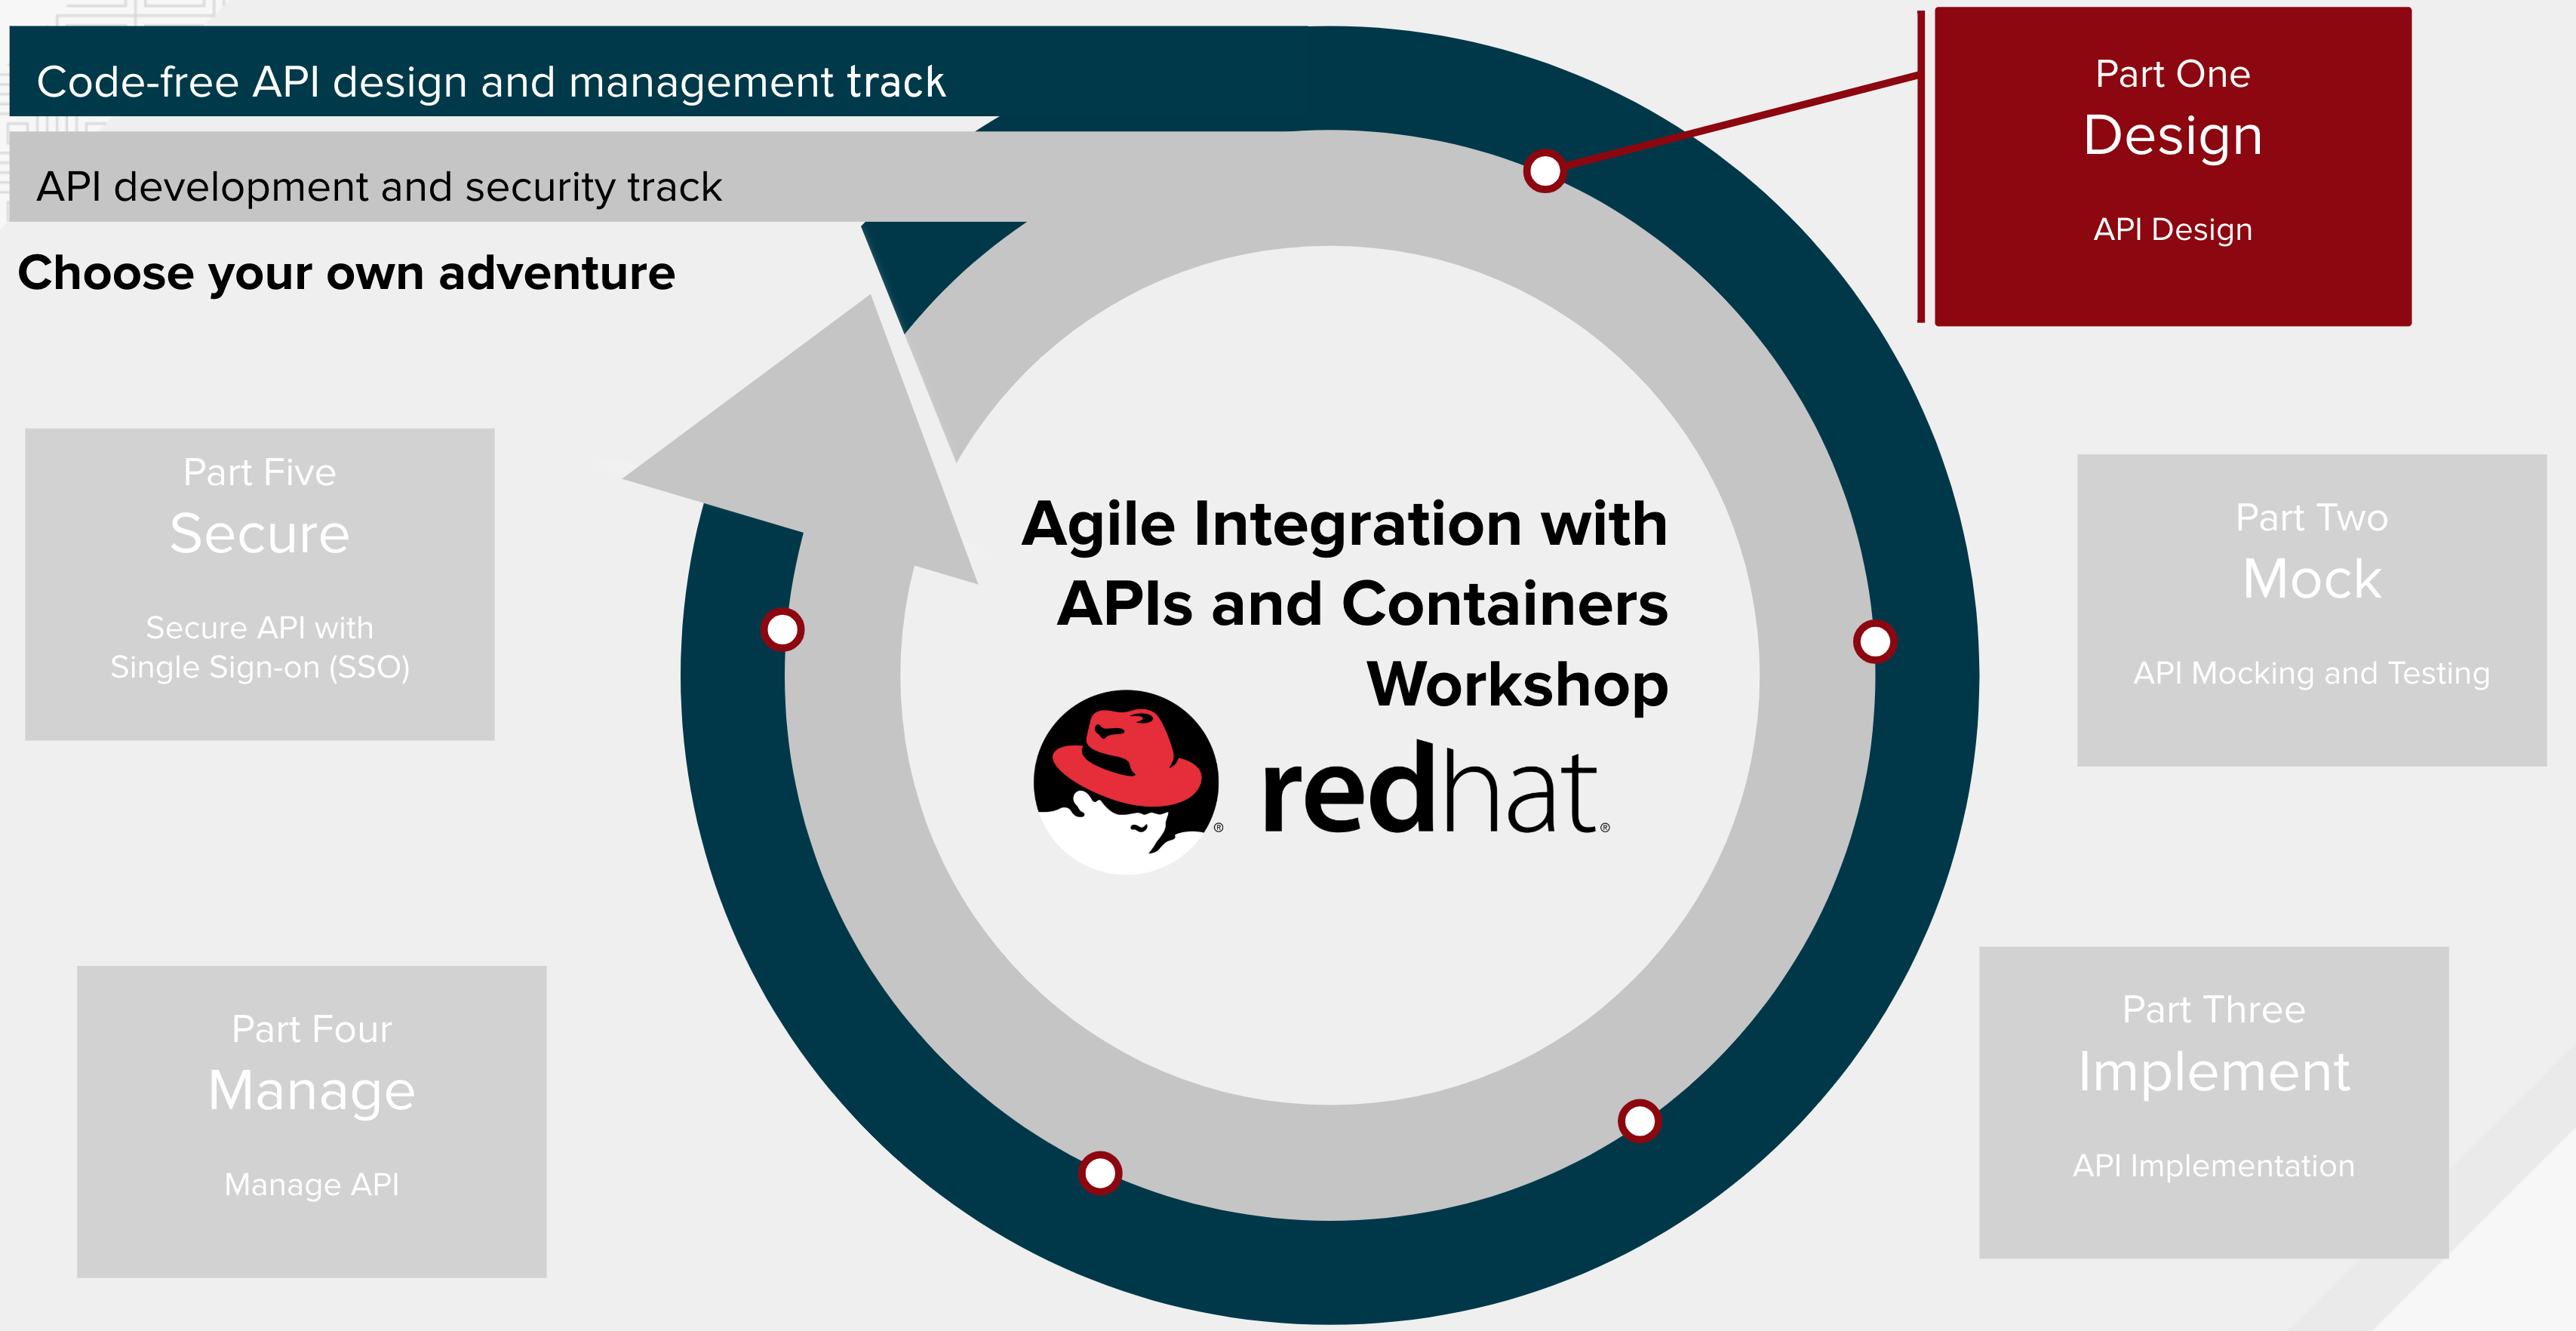 Code-free API design and management track
API development and security track
Choose your own adventure
Part One
Design
API Design
Part Two
Mock
API Mocking and Testing
Part Three
Implement
API Implementation
Part Four
Manage
Manage API
Part Five
Secure
Secure API with
Single Sign-on (SSO)
Agile Integration with
APIs and Containers
Workshop
® redhat®